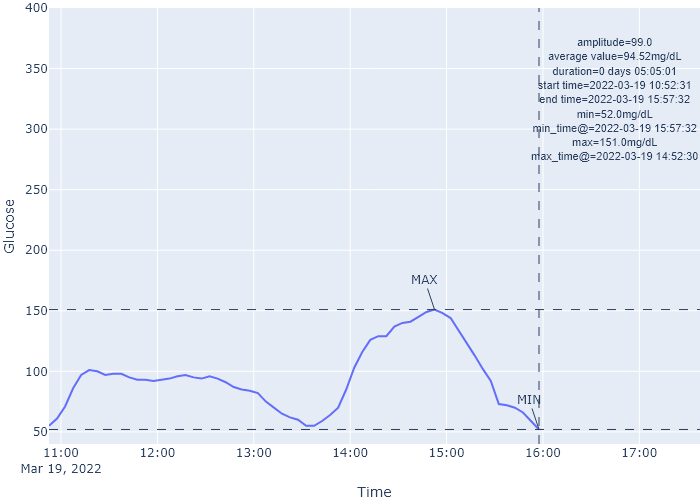 400
350
300
250
200
150
100
50
Glucose
amplitude=99.0
average value=94.52mg/dL
duration=0 days 05:05:01
start time=2022-03-19 10:52:31
end time=2022-03-19 15:57:32
min=52.0mg/dL
min_time@=2022-03-19 15:57:32
max=151.0mg/dL
max_time@=2022-03-19 14:52:30
MAX
MIN
11:00 12:00 13:00 14:00 15:00 16:00 17:00
Mar 19, 2022
Time